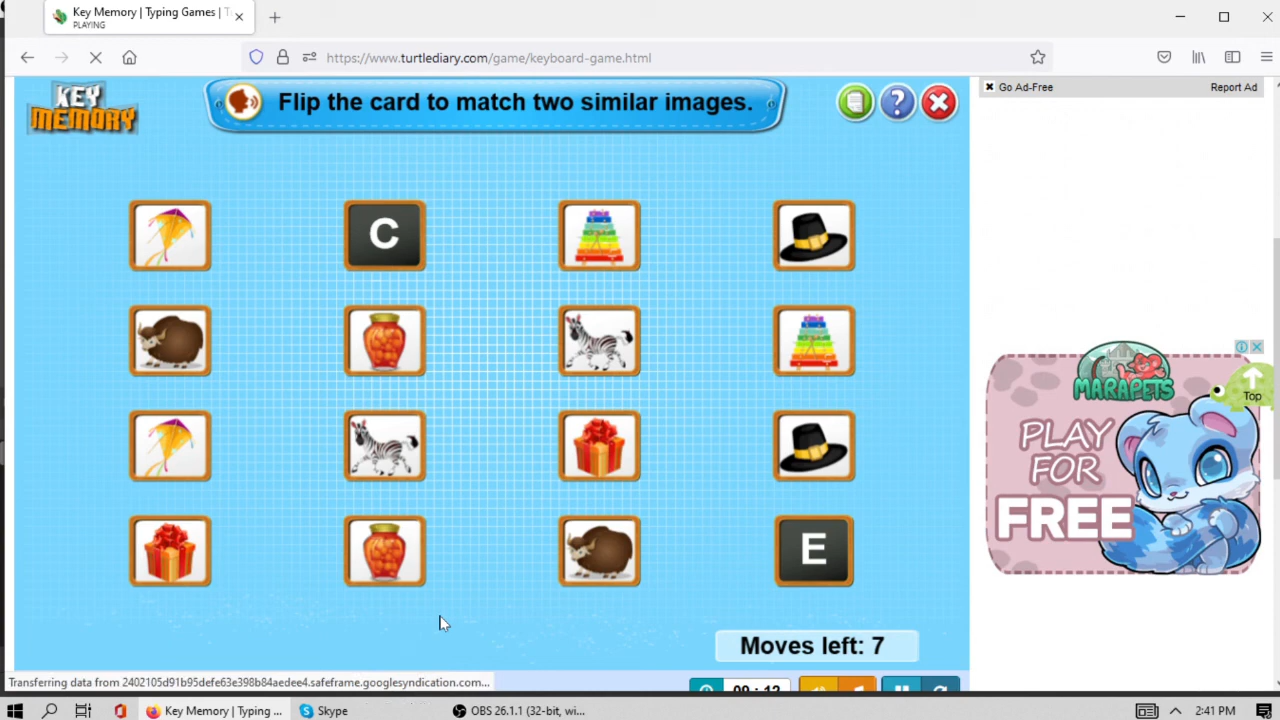 Key Memory | Typing Games | T
PLAYING
https://www.turtlediary.com/game/keyboard-game.html
KEY
MEMORY
Flip the card to match two similar images.
Go Ad-Free
Report Ad
C
E
MARAPETS
PLAY
FOR
FREE
Top
Moves left: 7
Transferring data from 2402105d91b95defe63e398b84aedee4.safeframe.googlesyndication.com...
00 : 12
Key Memory | Typing ...
Skype
OBS 26.1.1 (32-bit, wi...
2:41 PM